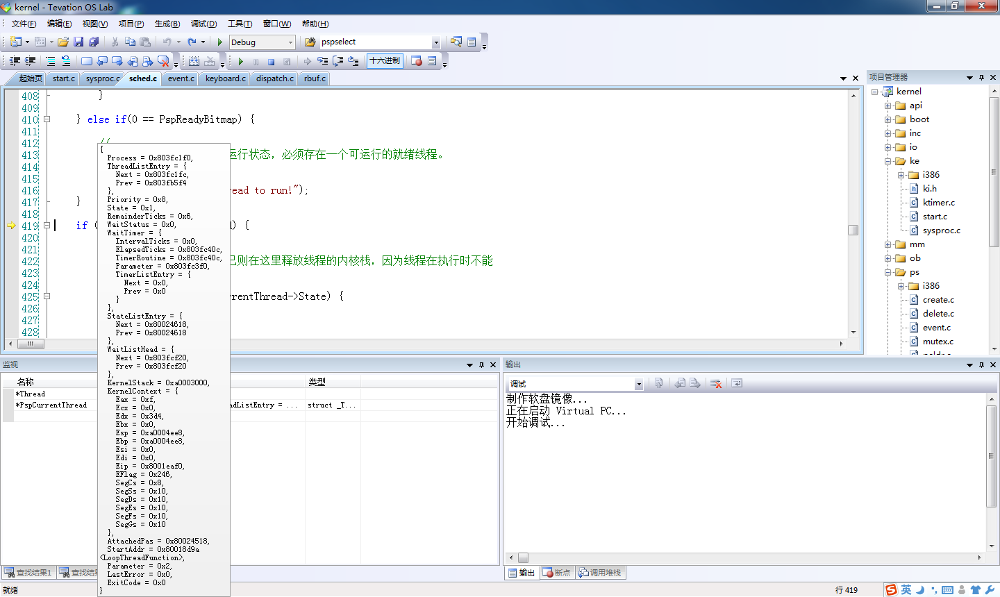 kernel - Tevation OS Lab
文件(F) 编辑(E) 视图(V) 项目(P) 生成(B) 调试(D) 工具(T) 窗口(W) 帮助(H)
Debug pspselect
十六进制
起始页 start.c sysproc.c sched.c event.c keyboard.c dispatch.c rbuf.c
408 }
409
410 } else if(0 == PspReadyBitmap) {
411
412 //
413 运行状态，必须存在一个可运行的就绪线程。
414
415
416 read to run!");
417 }
418
419 if ( ) {
420
421
422 已则在这里释放线程的内核栈，因为线程在执行时不能
423
424
425 rrentThread->State) {
426
427
428
{
Process = 0x803fc1f0,
ThreadListEntry = {
Next = 0x803fc1fc,
Prev = 0x803fb5f4
},
Priority = 0x8,
State = 0x1,
RemainderTicks = 0x6,
WaitStatus = 0x0,
WaitTimer = {
IntervalTicks = 0x0,
ElapsedTicks = 0x803fc40c,
TimerRoutine = 0x803fc40c,
Parameter = 0x803fc3f0,
TimerListEntry = {
Next = 0x0,
Prev = 0x0
}
},
StateListEntry = {
Next = 0x80024618,
Prev = 0x80024618
},
WaitListHead = {
Next = 0x803fcf20,
Prev = 0x803fcf20
},
KernelStack = 0xa0003000,
KernelContext = {
Eax = 0xf,
Ecx = 0x0,
Edx = 0x3d4,
Ebx = 0x0,
Esp = 0xa0004ee8,
Ebp = 0xa0004ee8,
Esi = 0x0,
Edi = 0x0,
Eip = 0x8001eaf0,
EFlag = 0x246,
SegCs = 0x8,
SegSs = 0x10,
SegDs = 0x10,
SegEs = 0x10,
SegFs = 0x10,
SegGs = 0x10
},
AttachedPas = 0x80024518,
StartAddr = 0x80018d9a
<LoopThreadFunction>,
Parameter = 0x2,
LastError = 0x0,
ExitCode = 0x0
}
项目管理器
kernel
api
boot
inc
io
ke
i386
ki.h
ktimer.c
start.c
sysproc.c
mm
ob
ps
i386
create.c
delete.c
event.c
mutex.c
监视
名称 类型
*Thread
*PspCurrentThread adListEntry = ... struct _T...
查找结果1 查找结果
输出
调试
制作软盘镜像...
正在启动 Virtual PC...
开始调试...
输出 断点 调用堆栈
就绪 行 419 英